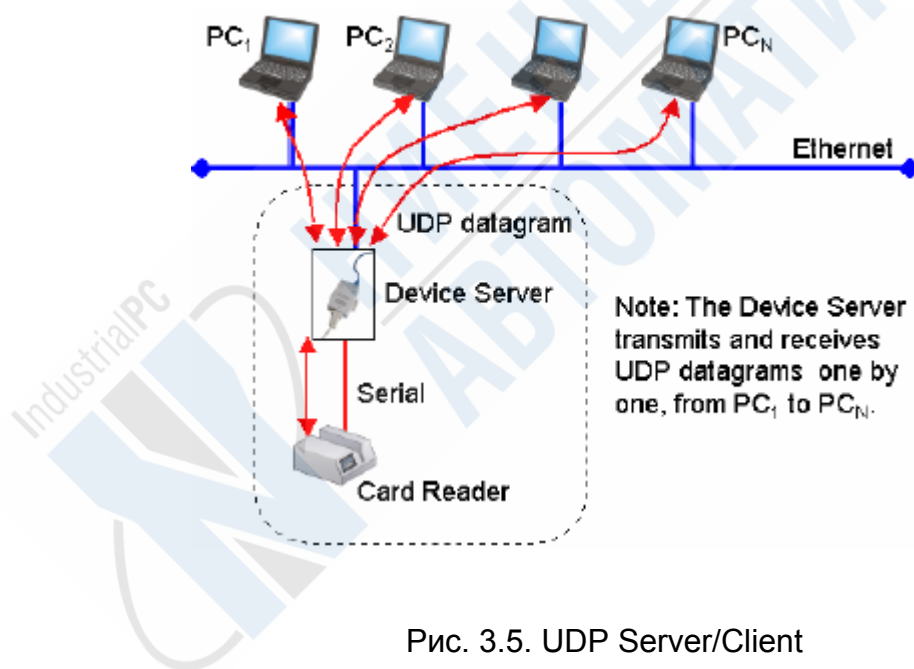 PC₁
PC₂
PCN
Ethernet
UDP datagram
Device Server
Note: The Device Server
transmits and receives
UDP datagrams one by
one, from PC₁ to PCN.
Serial
Card Reader
IndustrialPC
АВТОМАТИ
Рис. 3.5. UDP Server/Client